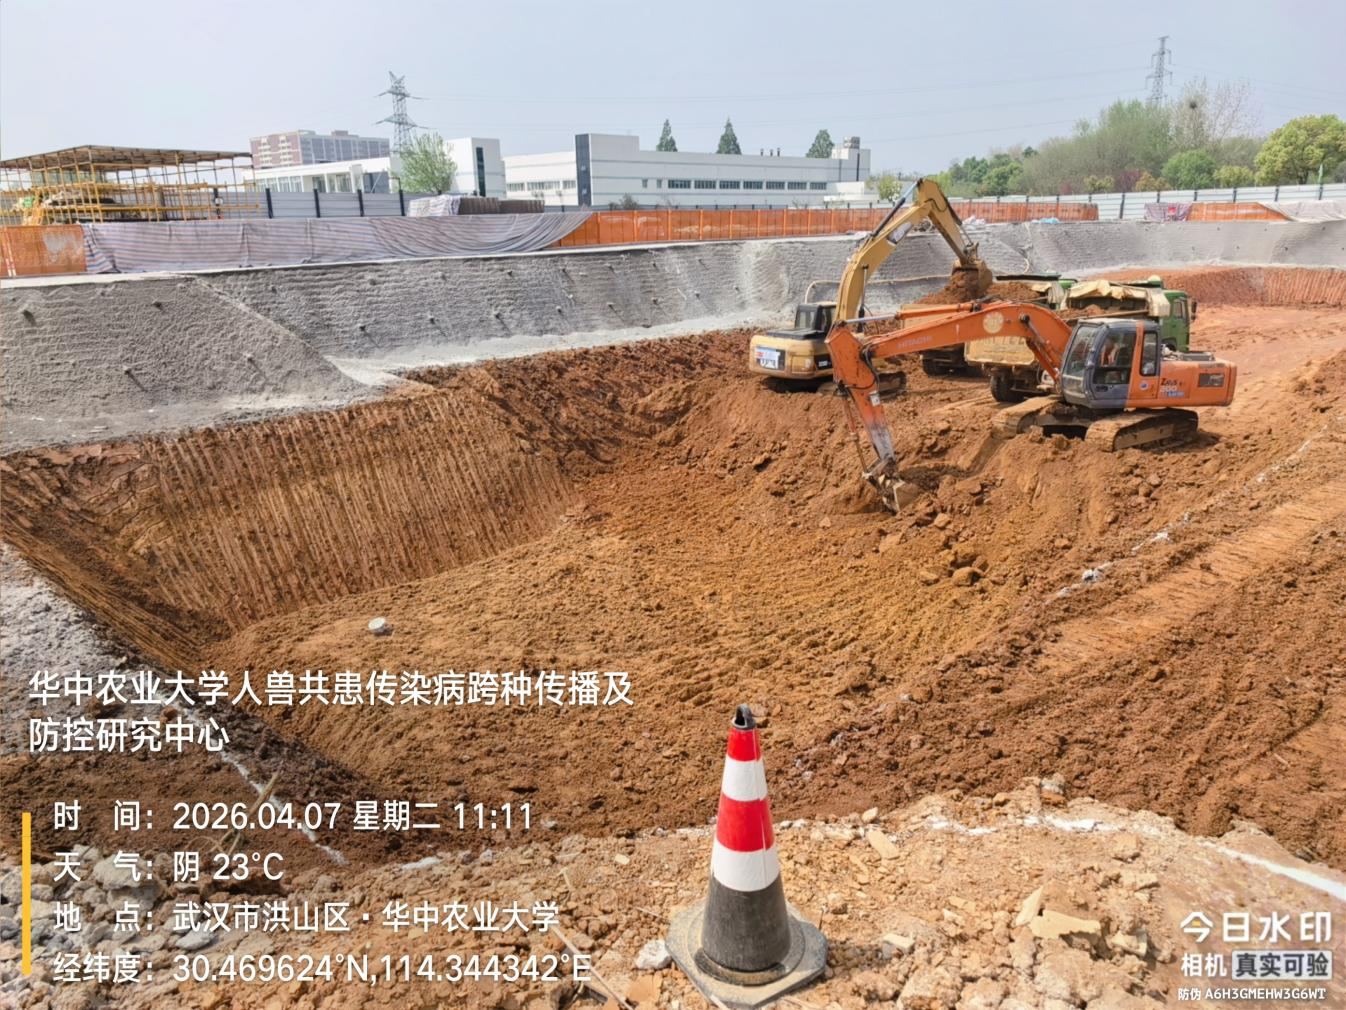 HITACHI
华中农业大学人兽共患传染病跨种传播及
防控研究中心
时 间：2026.04.07 星期二 11:11
天 气：阴 23°C
地 点：武汉市洪山区·华中农业大学
经纬度：30.469624°N,114.344342°E
今日水印
相机 真实可验
防伪 A6H3GMEHW3G6WT